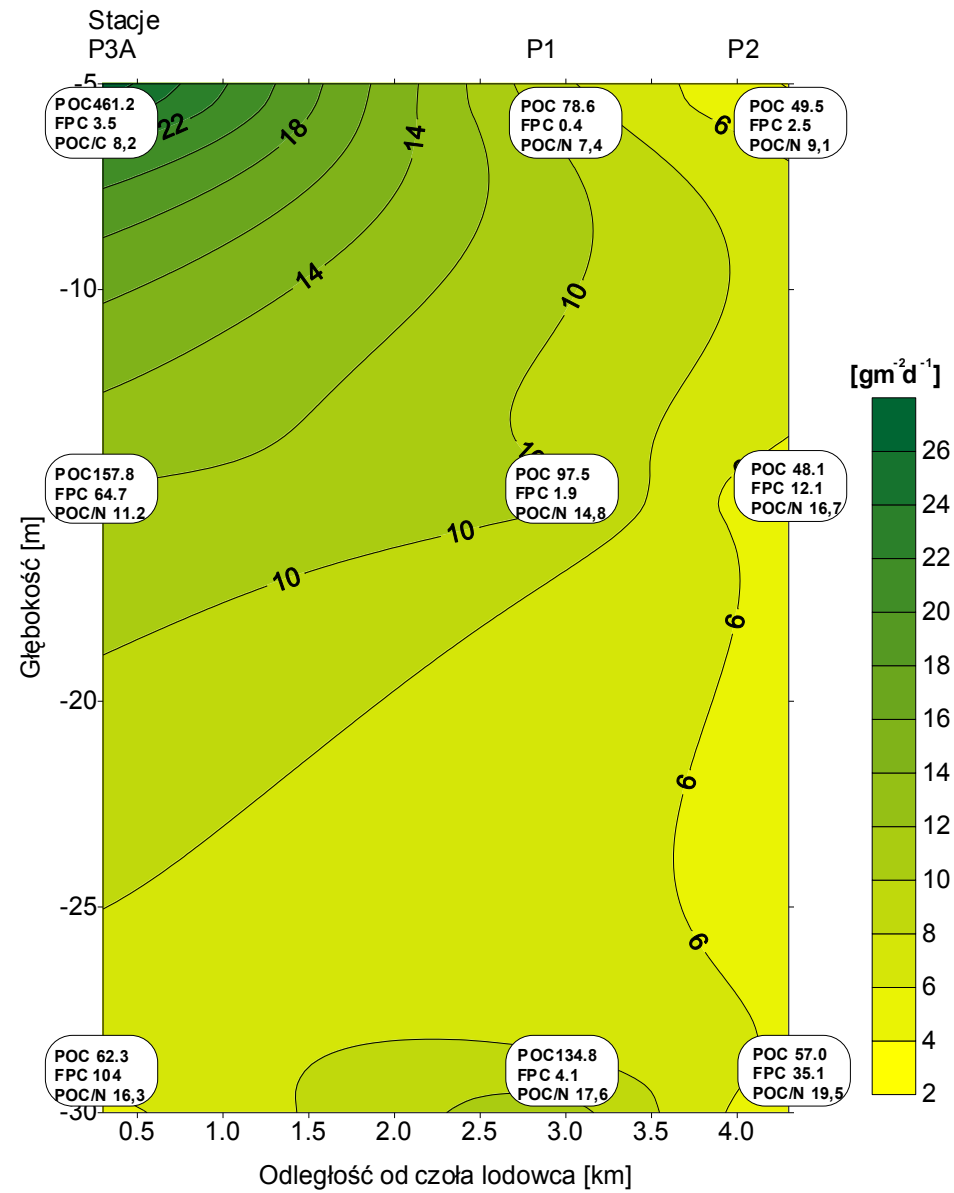 Stacje
P3A P1 P2
-5
POC461.2
FPC 3.5
POC/C 8,2
POC 78.6
FPC 0.4
POC/N 7,4
POC 49.5
FPC 2.5
POC/N 9,1
22
18
14
6
14
10
-10
[gm-2d-1]
26
24
22
20
18
16
14
12
10
8
6
4
2
10
POC157.8
FPC 64.7
POC/N 11.2
POC 97.5
FPC 1.9
POC/N 14,8
POC 48.1
FPC 12.1
POC/N 16,7
10
10
6
Głębokość [m]
-20
6
-25
6
POC 62.3
FPC 104
POC/N 16,3
POC134.8
FPC 4.1
POC/N 17,6
POC 57.0
FPC 35.1
POC/N 19,5
-30
0.5 1.0 1.5 2.0 2.5 3.0 3.5 4.0
Odległość od czoła lodowca [km]